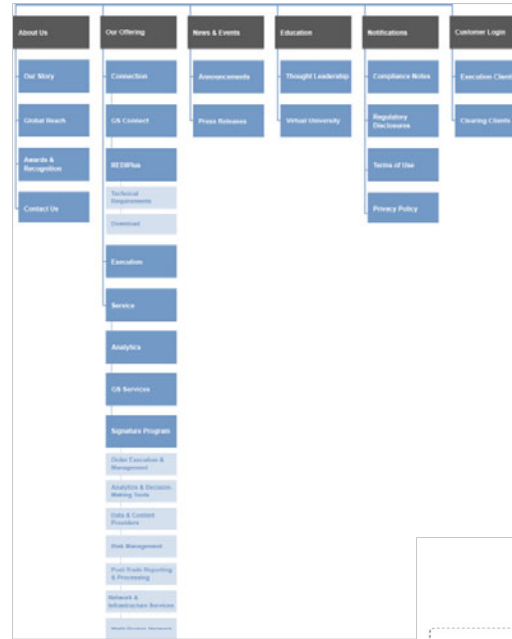 About Us
Our Story
Global Reach
Awards &
Recognition
Contact Us
Our Offering
Connection
GS Connect
REDIPlus
Technical
Requirements
Download
Execution
Service
Analytics
GS Services
Signature Program
Order Execution &
Management
Analytics & Decision-
Making Tools
Data & Content
Providers
Risk Management
Post-Trade Reporting
& Processing
Network &
Infrastructure Services
News & Events
Announcements
Press Releases
Education
Thought Leadership
Virtual University
Notifications
Compliance Notes
Regulatory
Disclosures
Terms of Use
Privacy Policy
Customer Login
Execution Client
Clearing Clients